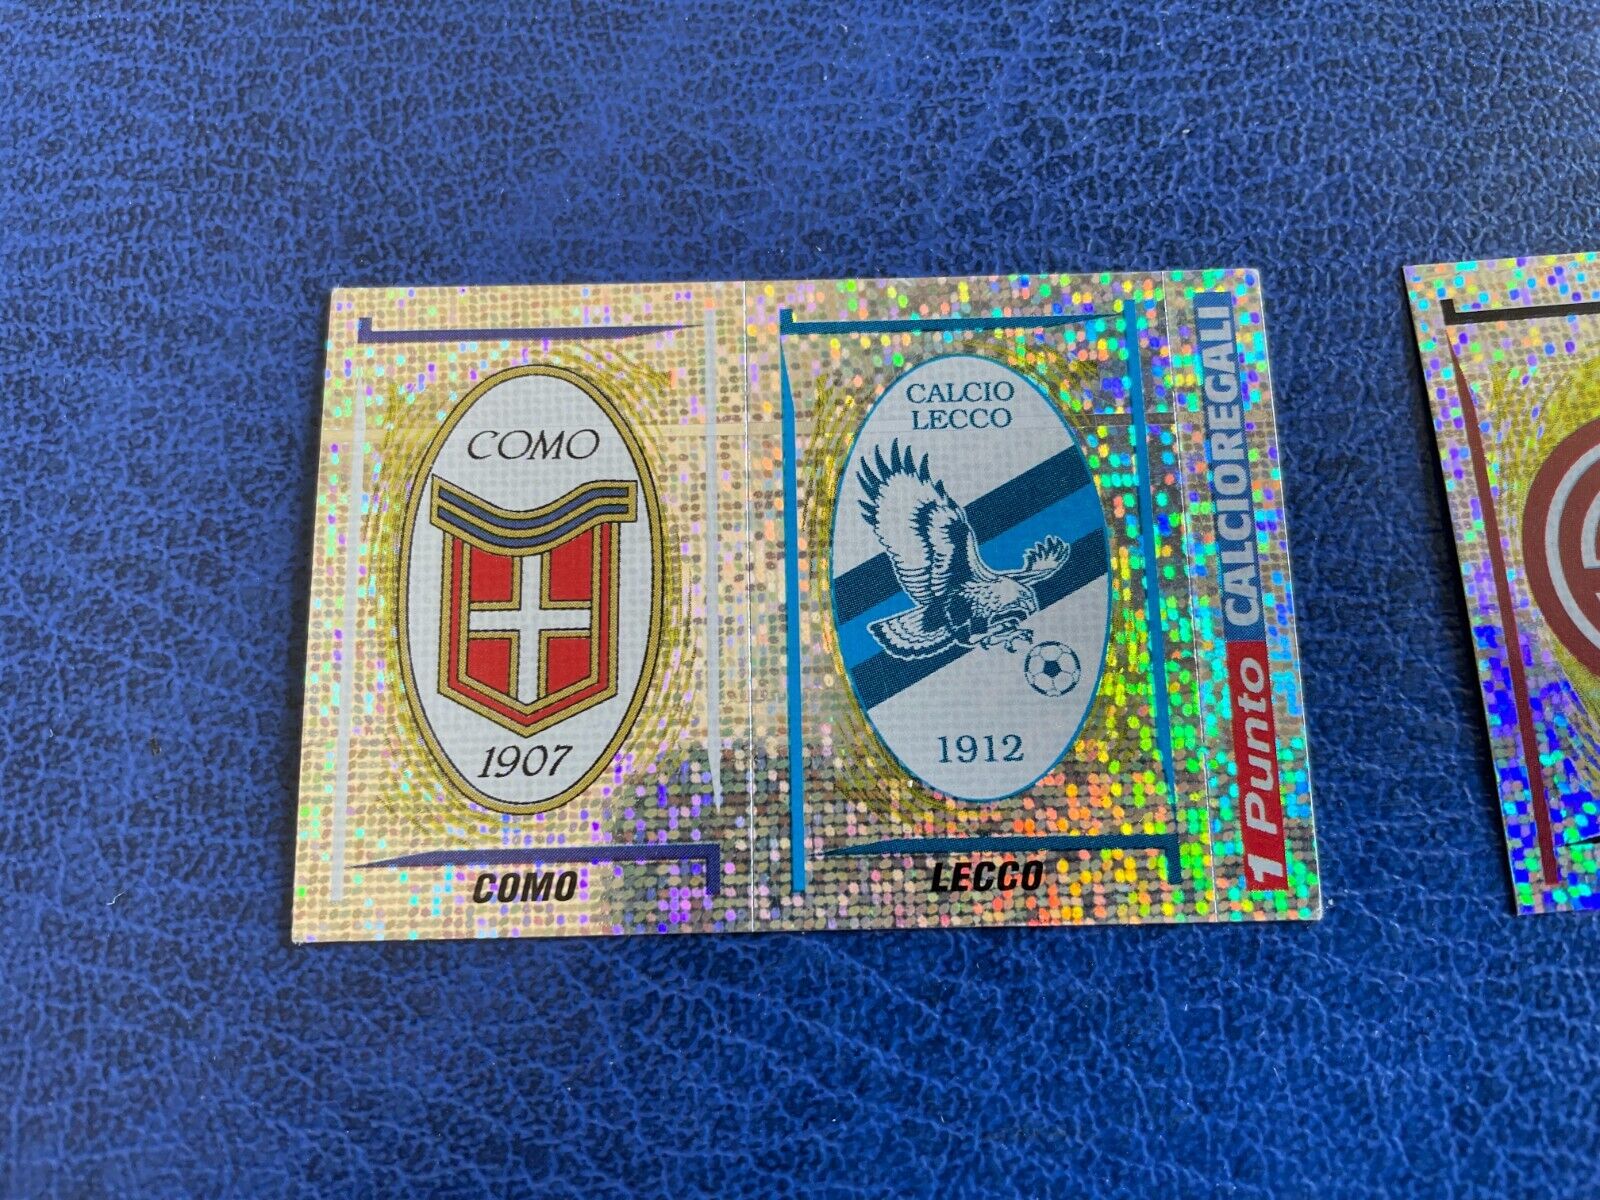 COMO
1907
COMO
CALCIO
LECCO
1912
LECCO
1 Punto CALCIOREGALI